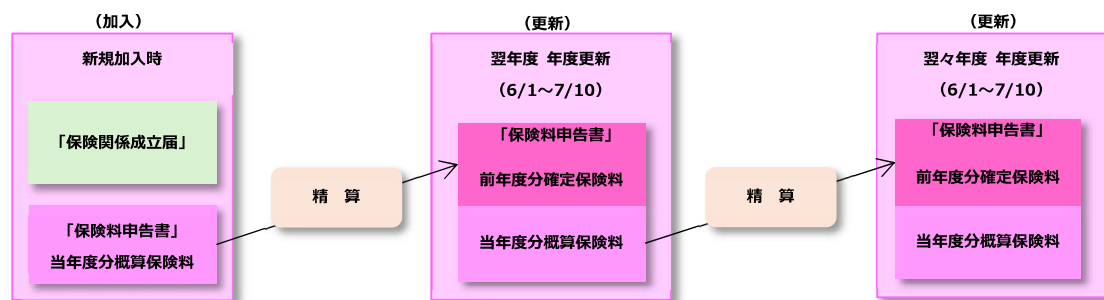 （加入）
新規加入時
「保険関係成立届」
「保険料申告書」
当年度分概算保険料
精　算
（更新）
翌年度 年度更新
（6/1～7/10）
「保険料申告書」
前年度分確定保険料
当年度分概算保険料
精　算
（更新）
翌々年度 年度更新
（6/1～7/10）
「保険料申告書」
前年度分確定保険料
当年度分概算保険料